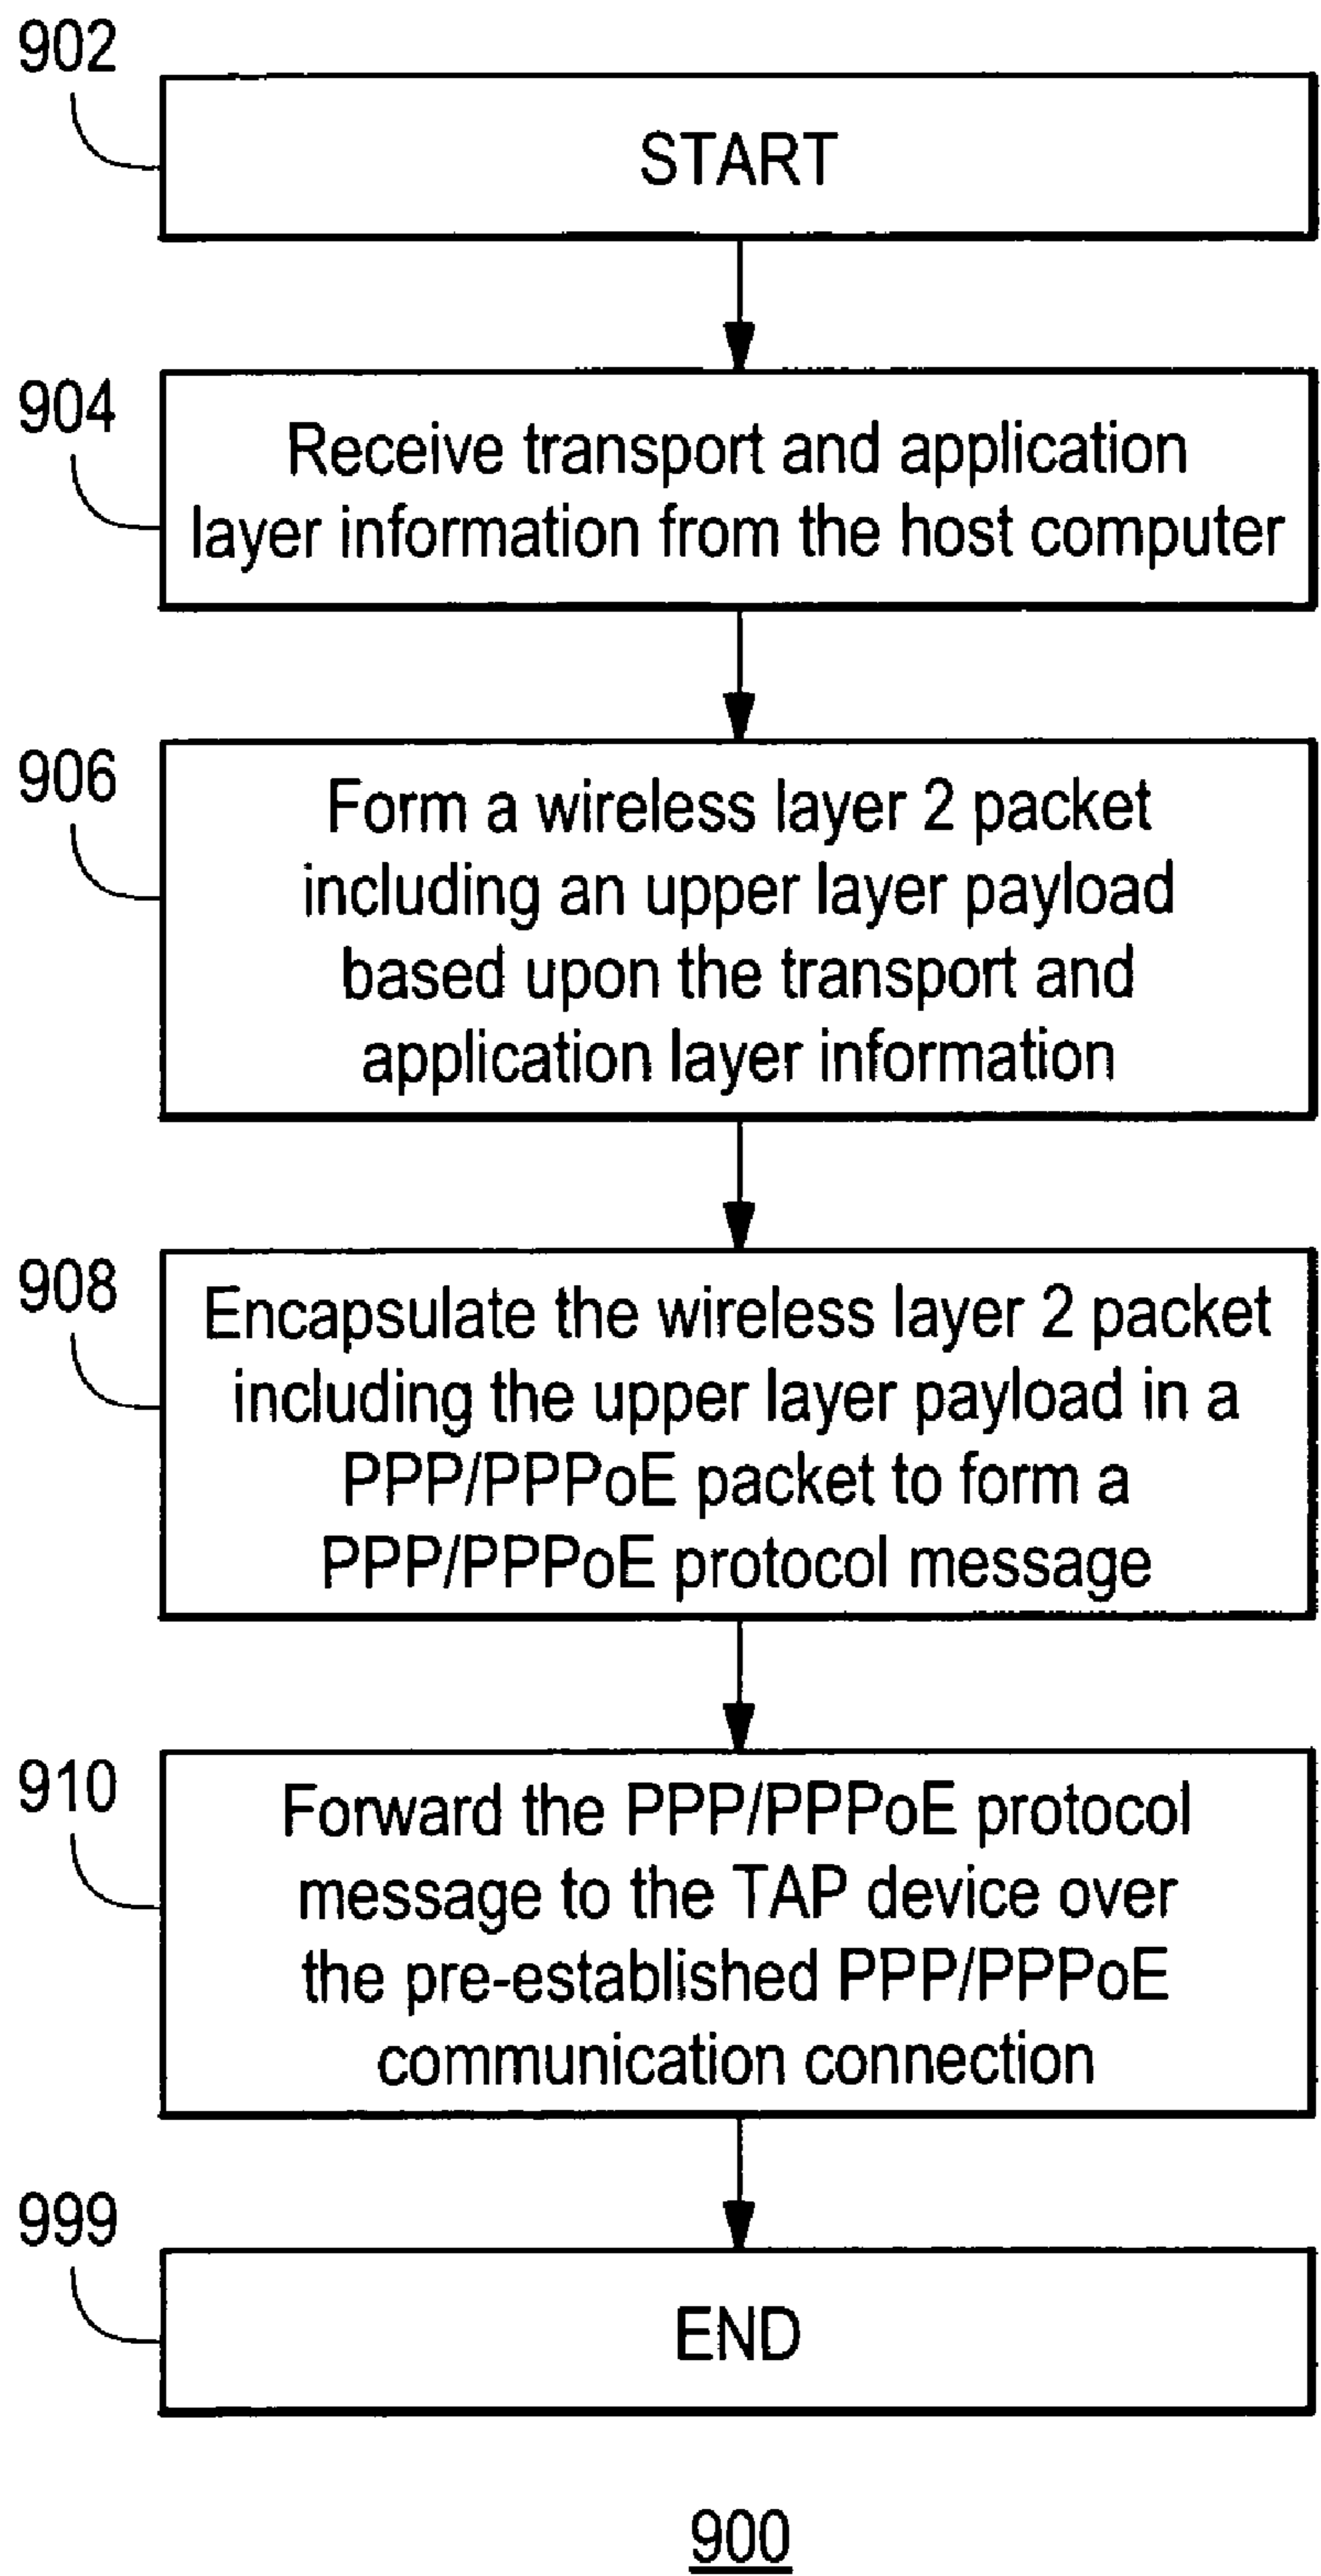 902
START
904
Receive transport and application
layer information from the host computer
906
Form a wireless layer 2 packet
including an upper layer payload
based upon the transport and
application layer information
908
Encapsulate the wireless layer 2 packet
including the upper layer payload in a
PPP/PPPoE packet to form a
PPP/PPPoE protocol message
910
Forward the PPP/PPPoE protocol
message to the TAP device over
the pre-established PPP/PPPoE
communication connection
999
END
900